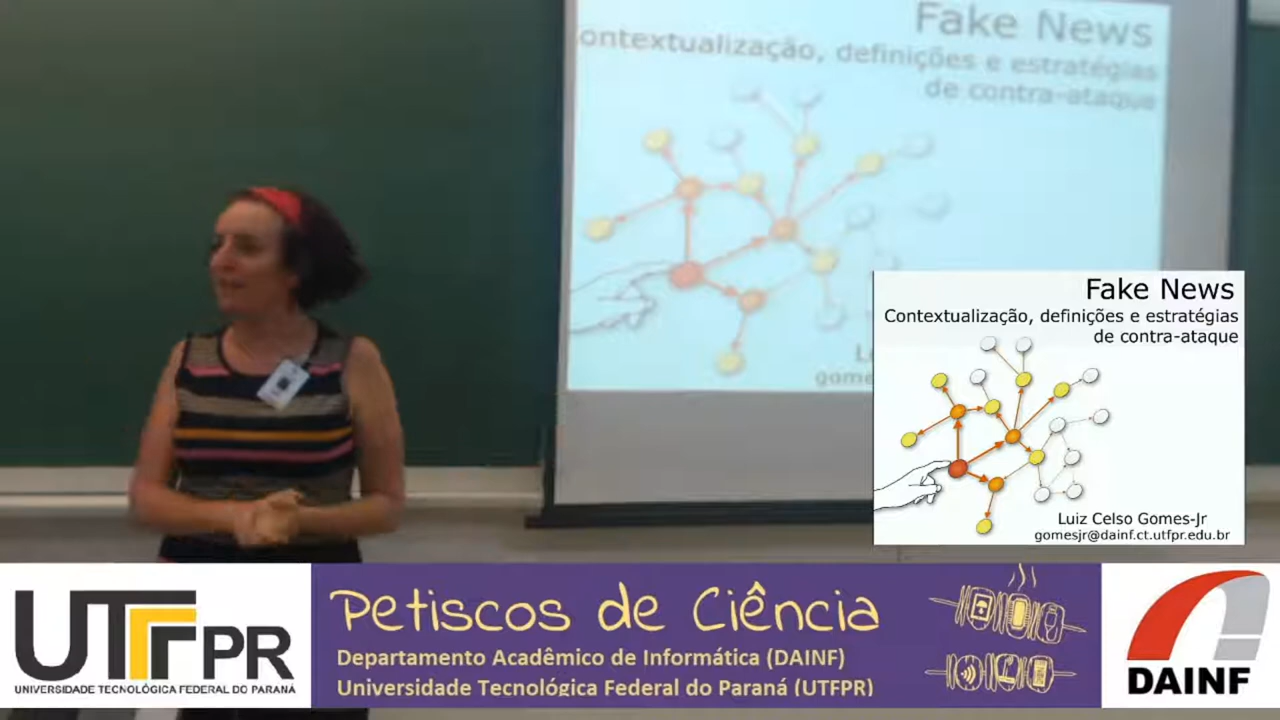 Fake News
ontextualização, definições e estratégias
de contra-ataque
L
gome
Fake News
Contextualização, definições e estratégias
de contra-ataque
Luiz Celso Gomes-Jr
gomesjr@dainf.ct.utfpr.edu.br
UTFPR
UNIVERSIDADE TECNOLÓGICA FEDERAL DO PARANÁ
Petiscos de Ciência
Departamento Acadêmico de Informática (DAINF)
Universidade Tecnológica Federal do Paraná (UTFPR)
DAINF